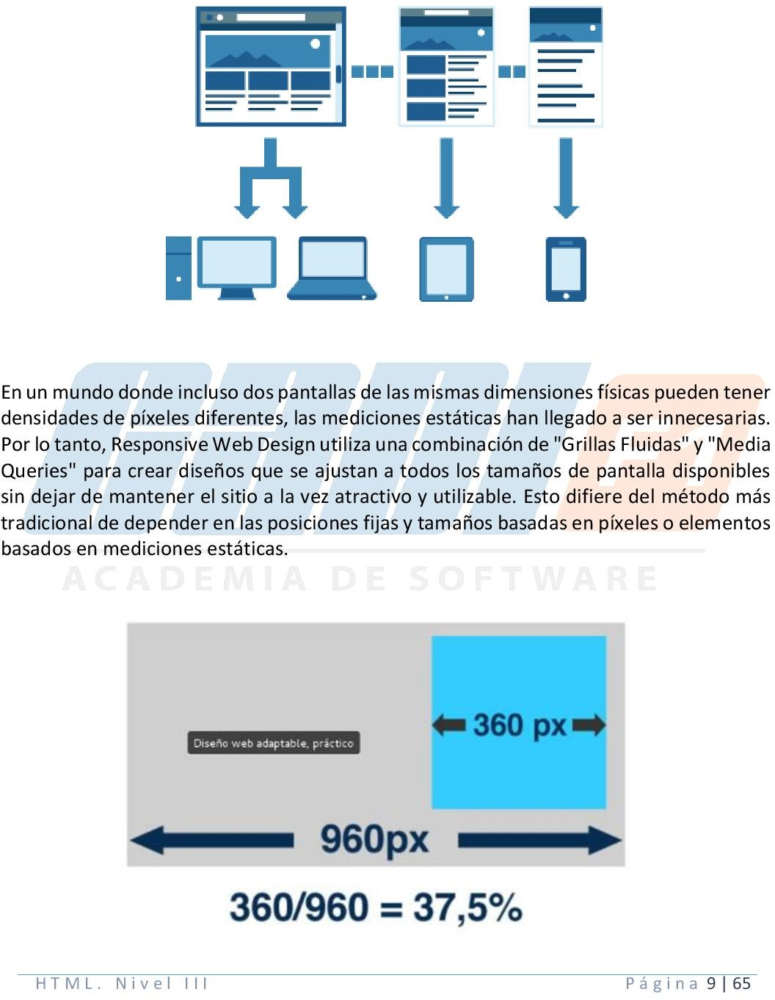 En un mundo donde incluso dos pantallas de las mismas dimensiones físicas pueden tener
densidades de píxeles diferentes, las mediciones estáticas han llegado a ser innecesarias.
Por lo tanto, Responsive Web Design utiliza una combinación de "Grillas Fluidas" y "Media
Queries" para crear diseños que se ajustan a todos los tamaños de pantalla disponibles
sin dejar de mantener el sitio a la vez atractivo y utilizable. Esto difiere del método más
tradicional de depender en las posiciones fijas y tamaños basadas en píxeles o elementos
basados en mediciones estáticas.
ACADEMIA DE SOFTWARE
360 px
Diseño web adaptable, práctico
960px
360/960 = 37,5%
HTML. Nivel III Página 9 | 65